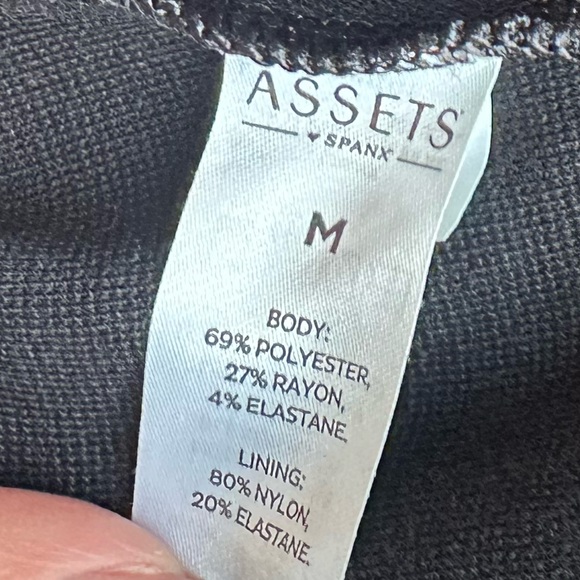 ASSETS
♥ SPANX
M
BODY:
69% POLYESTER,
27% RAYON,
4% ELASTANE.
LINING:
80% NYLON,
20% ELASTANE.